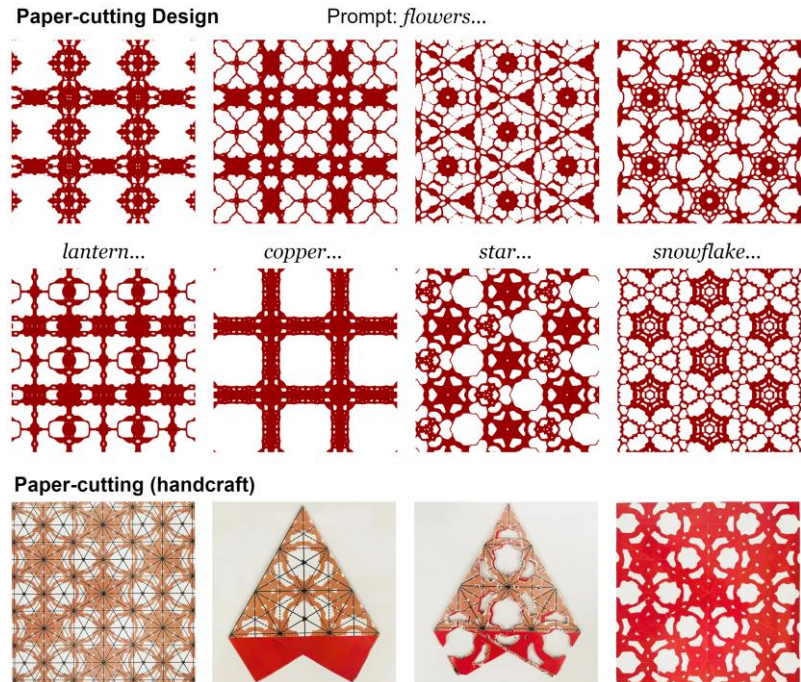 Paper-cutting Design
Prompt: flowers...
lantern...
copper...
star...
snowflake...
Paper-cutting (handcraft)